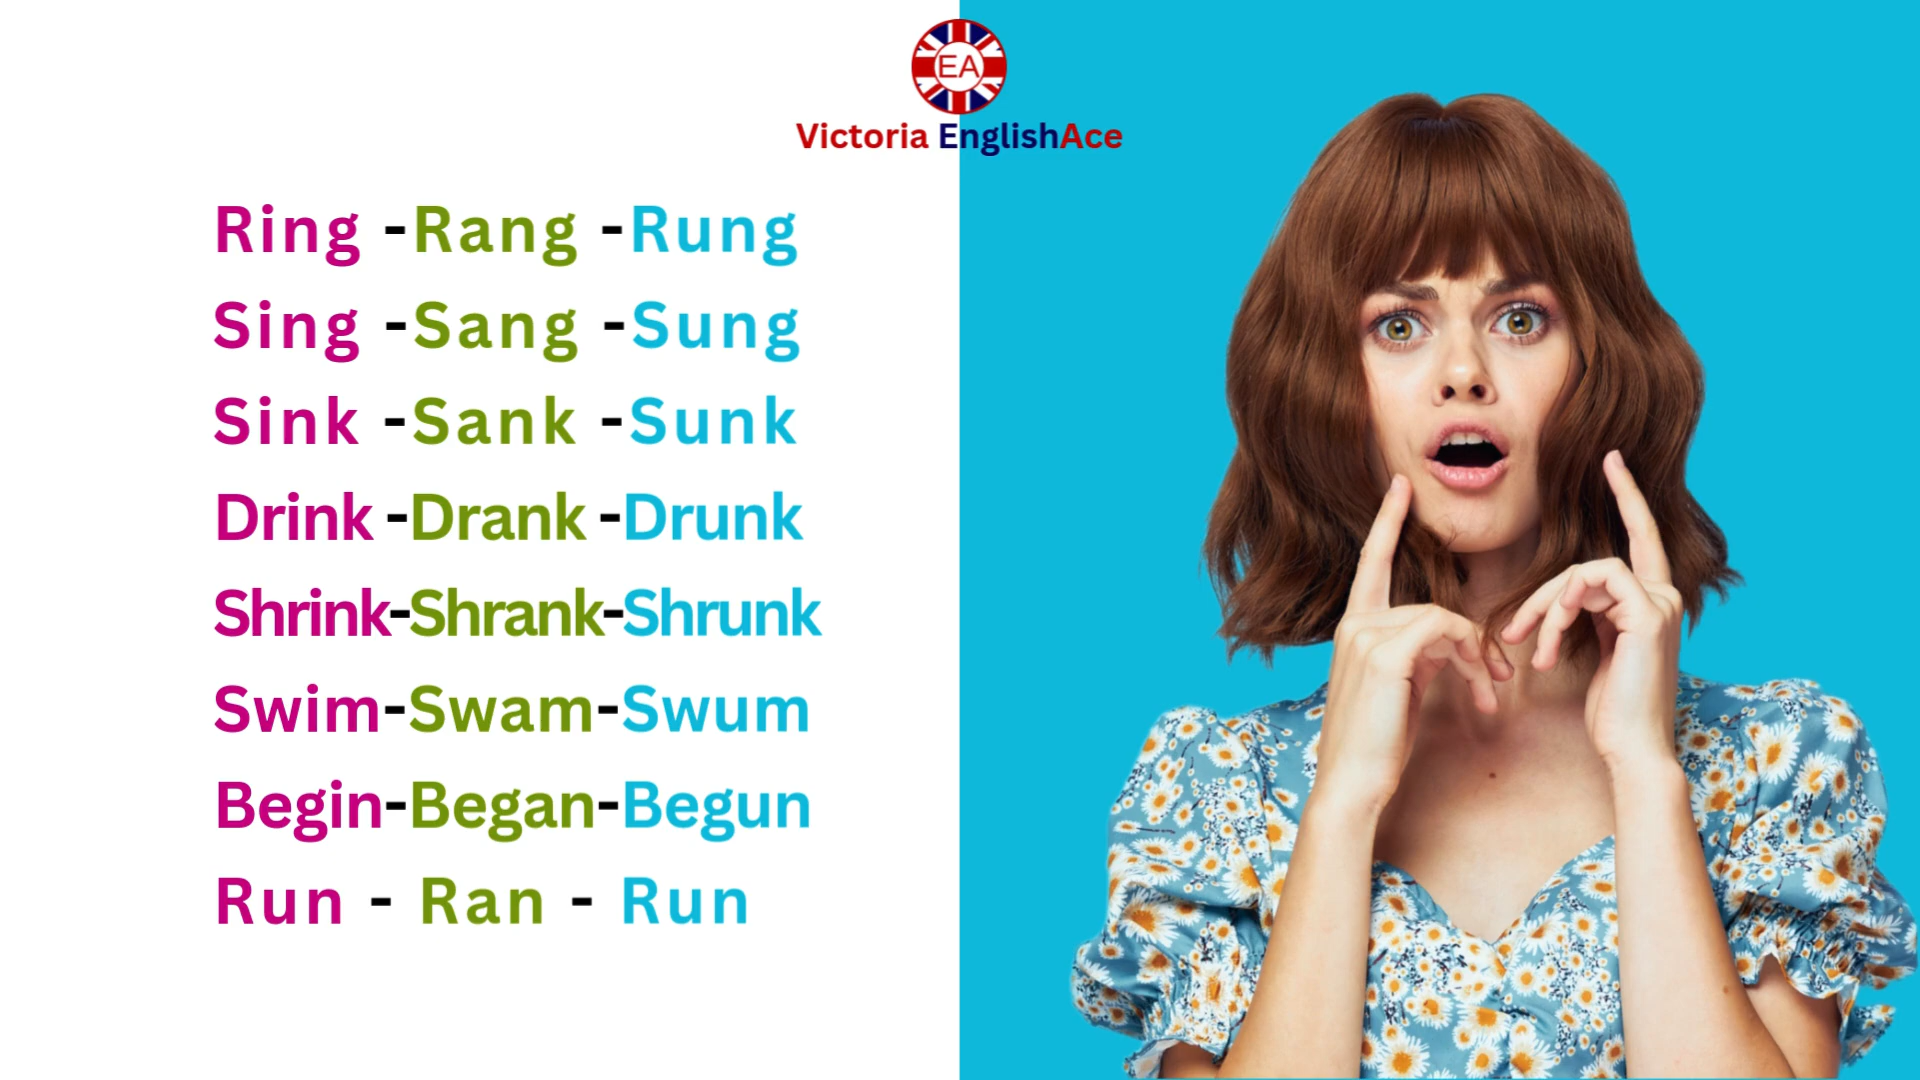 EA
Victoria EnglishAce
Ring -Rang -Rung
Sing -Sang -Sung
Sink -Sank -Sunk
Drink -Drank -Drunk
Shrink-Shrank-Shrunk
Swim-Swam-Swum
Begin-Began-Begun
Run - Ran - Run